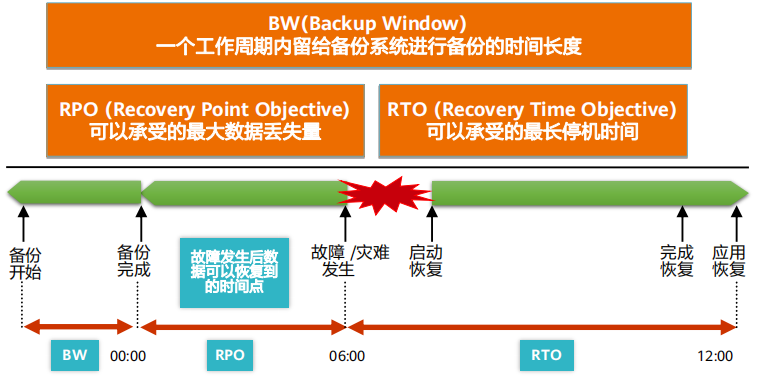 BW(Backup Window)
一个工作周期内留给备份系统进行备份的时间长度
RPO (Recovery Point Objective)
可以承受的最大数据丢失量
RTO (Recovery Time Objective)
可以承受的最长停机时间
备份
开始
备份
完成
故障发生后数
据可以恢复到
的时间点
故障 /灾难
发生
启动
恢复
完成
恢复
应用
恢复
BW
00:00
RPO
06:00
RTO
12:00